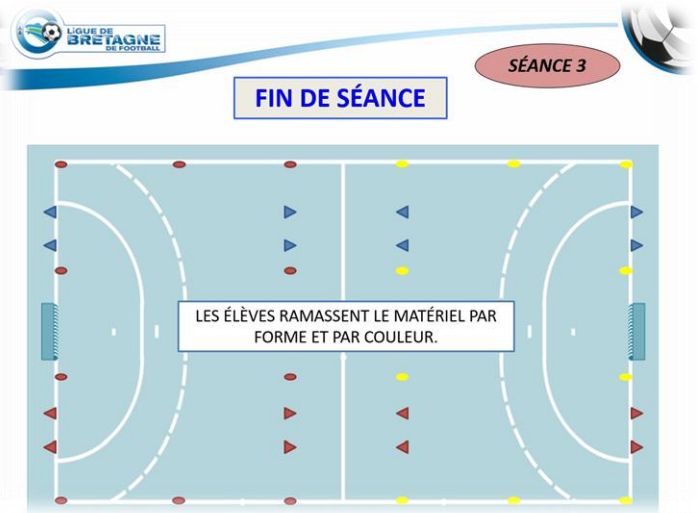 LIGUE DE
BRETAGNE
DE FOOTBALL
SÉANCE 3
FIN DE SÉANCE
LES ÉLÈVES RAMASSENT LE MATÉRIEL PAR
FORME ET PAR COULEUR.